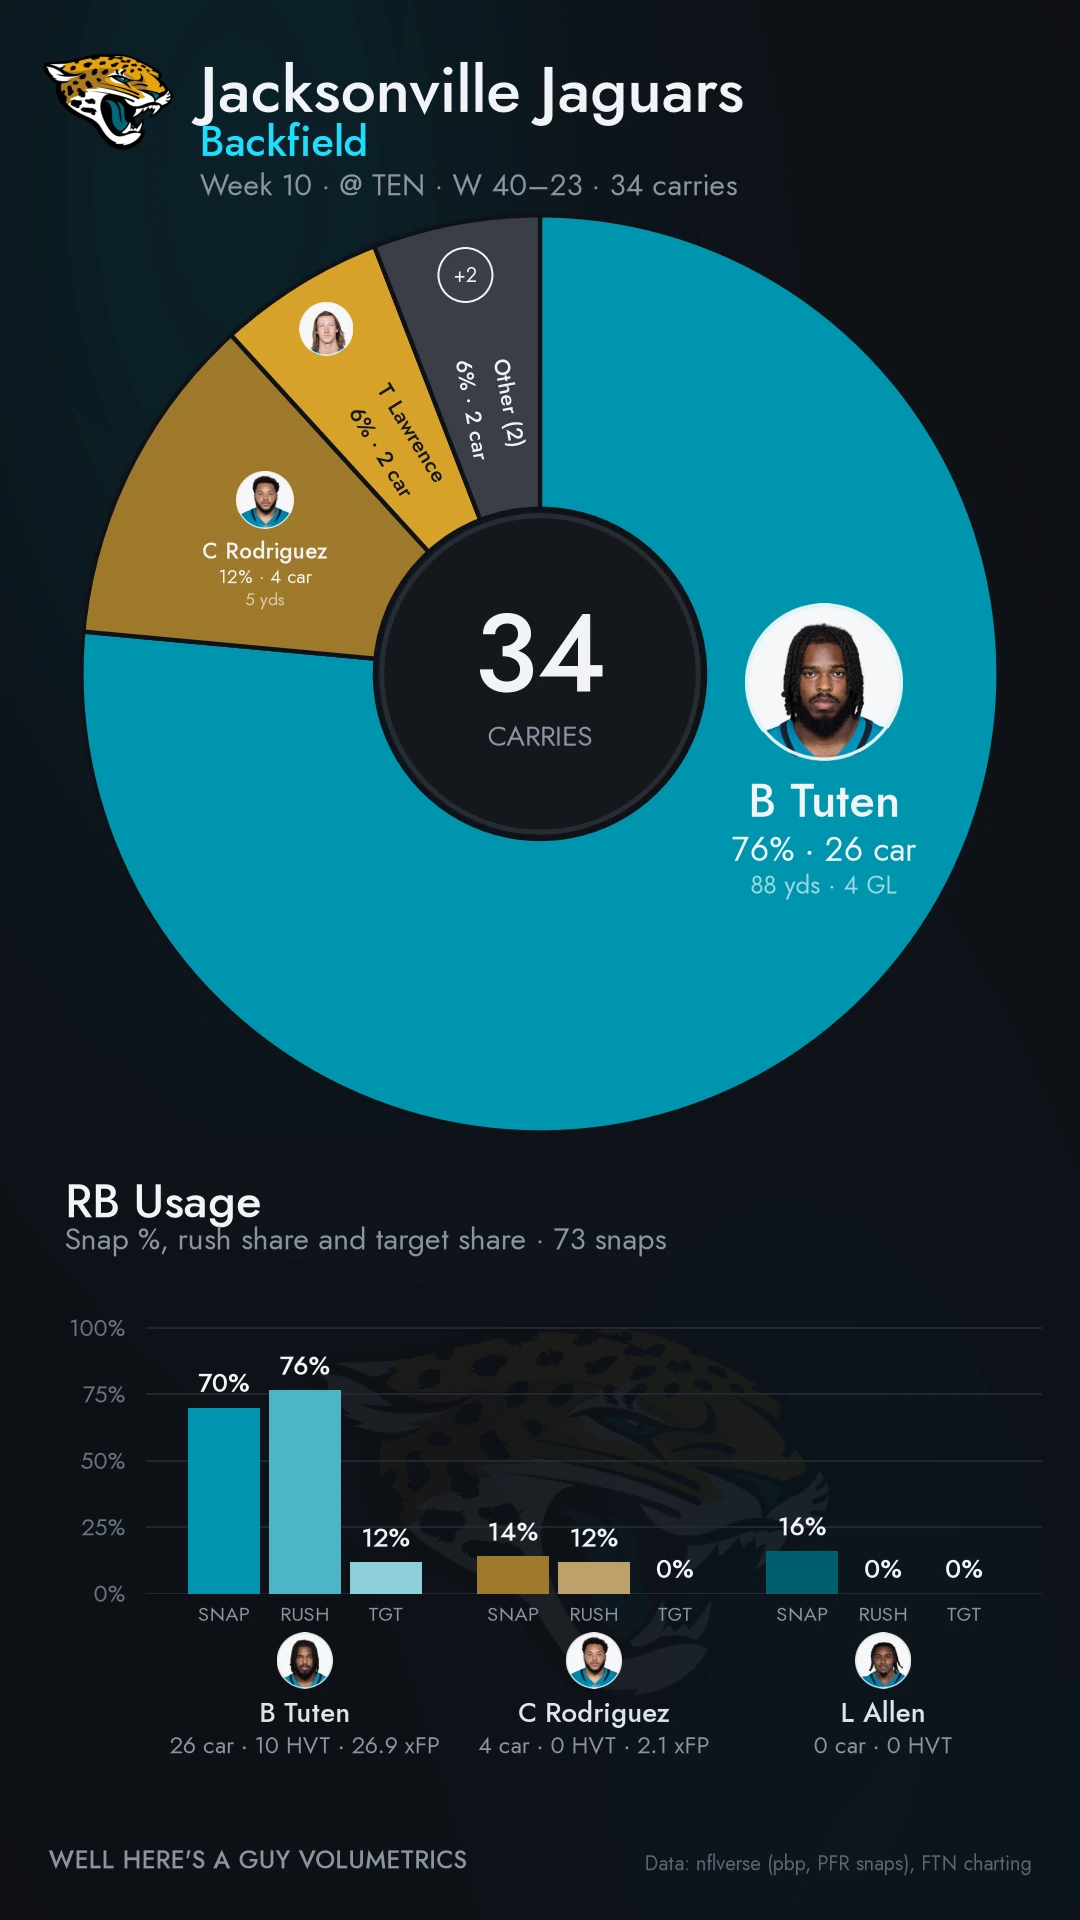 Jacksonville Jaguars
Backfield
Week 10 · @ TEN · W 40–23 · 34 carries
+2
Other (2)
6% · 2 car
T Lawrence
6% · 2 car
C Rodriguez
12% · 4 car
5 yds
34
CARRIES
B Tuten
76% · 26 car
88 yds · 4 GL
RB Usage
Snap %, rush share and target share · 73 snaps
100%
75%
50%
25%
0%
70% 76% 12% 14% 12% 0% 16% 0% 0%
SNAP RUSH TGT SNAP RUSH TGT SNAP RUSH TGT
B Tuten C Rodriguez L Allen
26 car · 10 HVT · 26.9 xFP 4 car · 0 HVT · 2.1 xFP 0 car · 0 HVT
WELL HERE'S A GUY VOLUMETRICS
Data: nflverse (pbp, PFR snaps), FTN charting